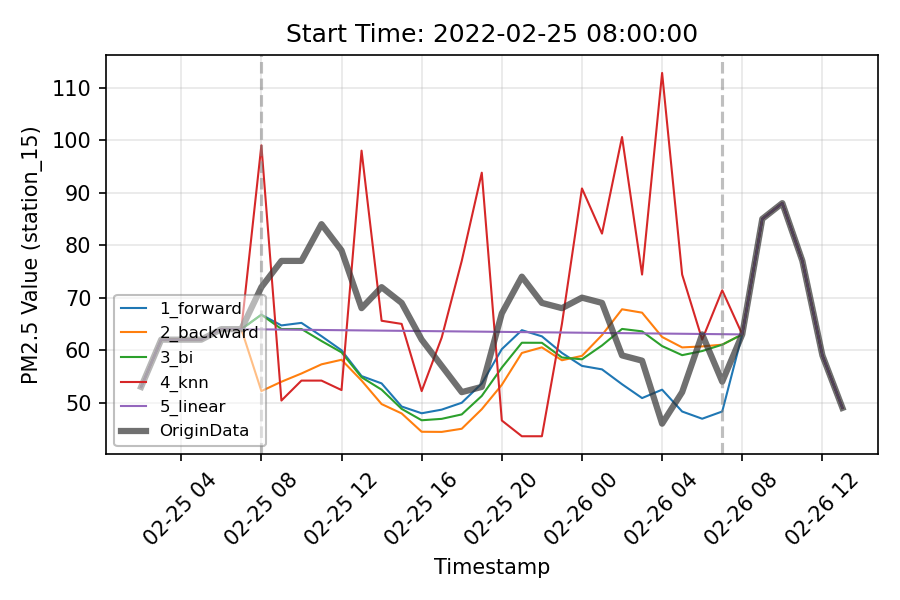 Start Time: 2022-02-25 08:00:00
PM2.5 Value (station_15)
110
100
90
80
70
60
50
1_forward
2_backward
3_bi
4_knn
5_linear
OriginData
02-25 04
02-25 08
02-25 12
02-25 16
02-25 20
02-26 00
02-26 04
02-26 08
02-26 12
Timestamp